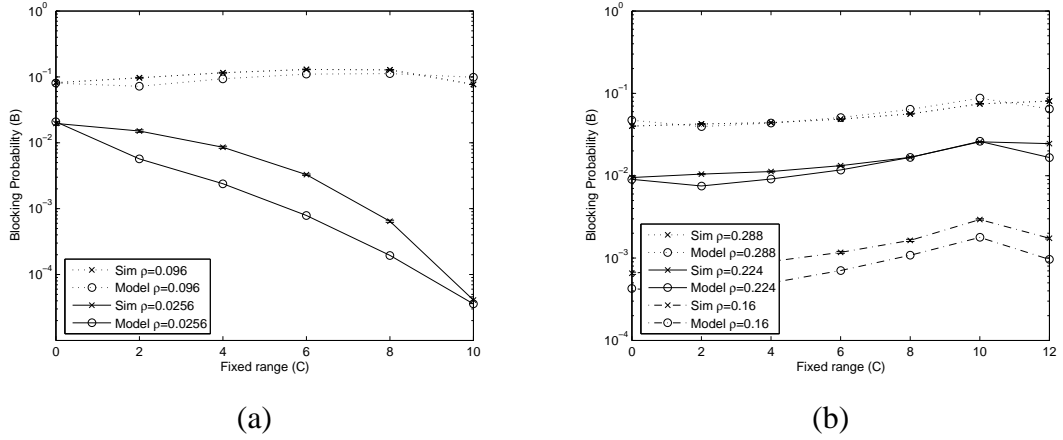 10^0
10^-1
10^-2
10^-3
10^-4
Blocking Probability (B)
Sim ρ=0.096
Model ρ=0.096
Sim ρ=0.0256
Model ρ=0.0256
0 2 4 6 8 10
Fixed range (C)
(a)
10^0
10^-1
10^-2
10^-3
10^-4
Blocking Probability (B)
Sim ρ=0.288
Model ρ=0.288
Sim ρ=0.224
Model ρ=0.224
Sim ρ=0.16
Model ρ=0.16
0 2 4 6 8 10 12
Fixed range (C)
(b)